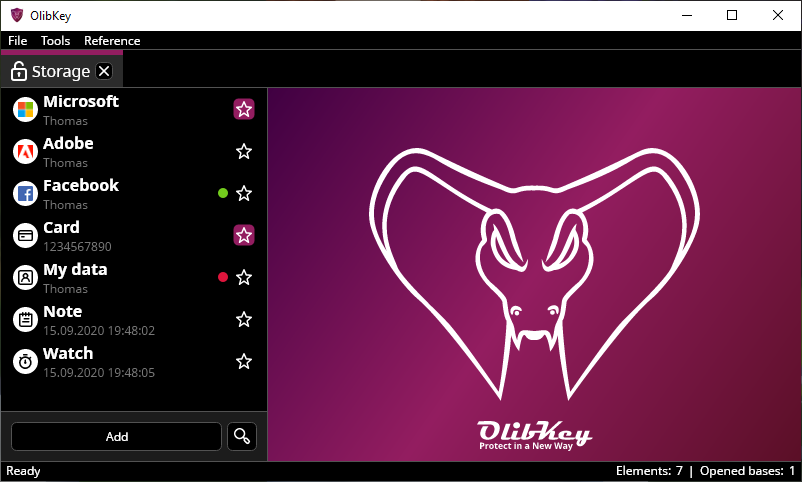 OlibKey
File Tools Reference
Storage
Microsoft
Thomas
Adobe
Thomas
Facebook
Thomas
Card
1234567890
My data
Thomas
Note
15.09.2020 19:48:02
Watch
15.09.2020 19:48:05
Add
OlibKey
Protect in a New Way
Ready
Elements: 7 | Opened bases: 1